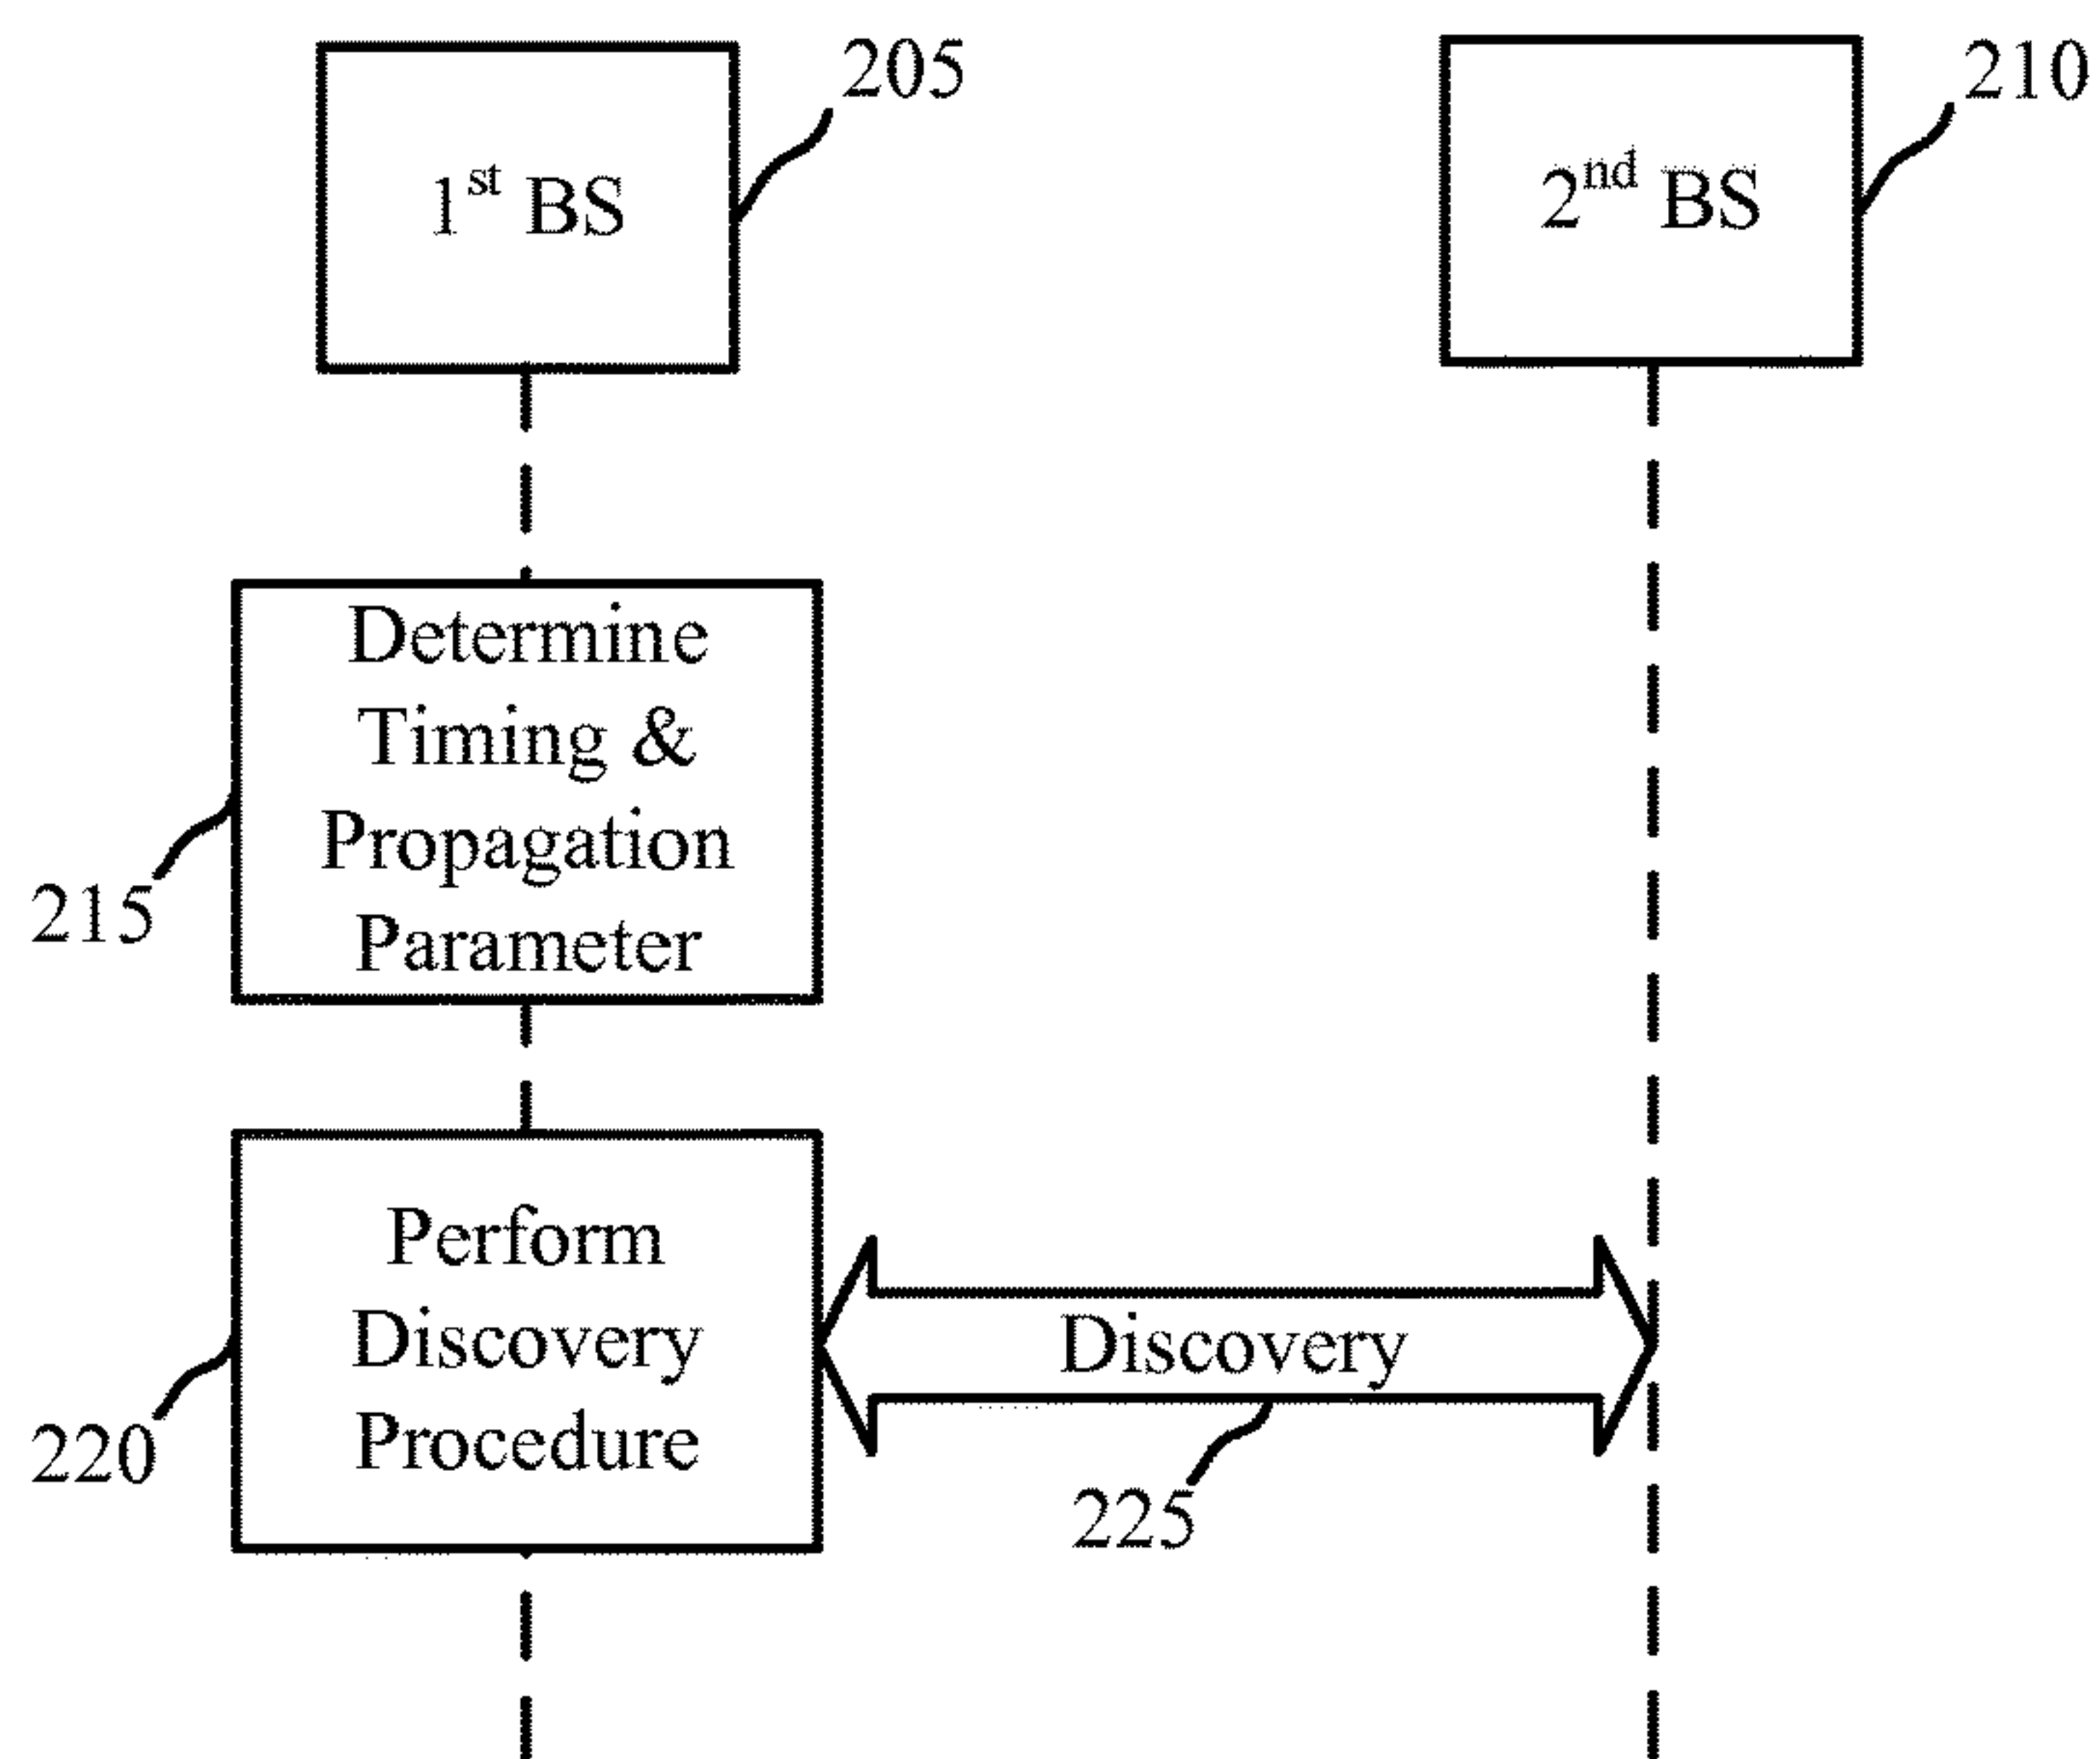 205
210
1st BS
2nd BS
Determine
Timing &
Propagation
Parameter
215
Perform
Discovery
Procedure
Discovery
220
225